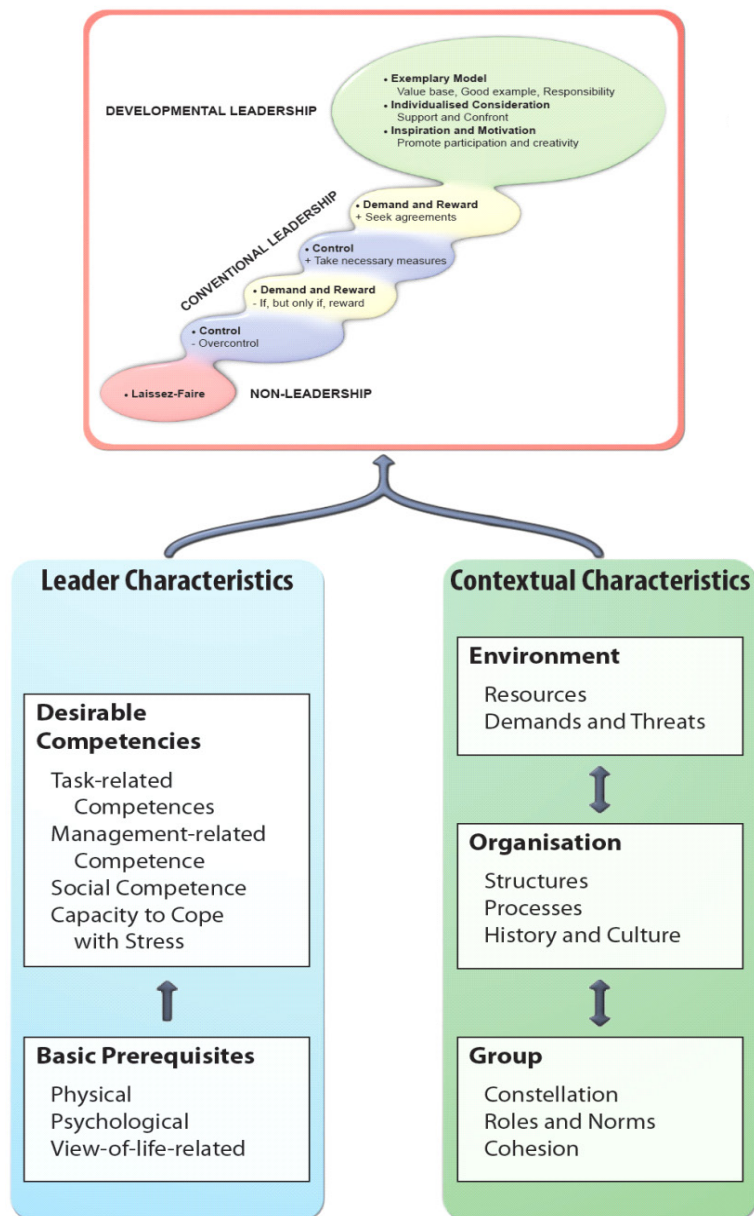 DEVELOPMENTAL LEADERSHIP
• Exemplary Model
Value base, Good example, Responsibility
• Individualised Consideration
Support and Confront
• Inspiration and Motivation
Promote participation and creativity
CONVENTIONAL LEADERSHIP
• Demand and Reward
+ Seek agreements
• Control
+ Take necessary measures
• Demand and Reward
- If, but only if, reward
• Control
- Overcontrol
• Laissez-Faire
NON-LEADERSHIP
Leader Characteristics
Desirable
Competencies
Task-related
Competences
Management-related
Competence
Social Competence
Capacity to Cope
with Stress
Basic Prerequisites
Physical
Psychological
View-of-life-related
Contextual Characteristics
Environment
Resources
Demands and Threats
Organisation
Structures
Processes
History and Culture
Group
Constellation
Roles and Norms
Cohesion